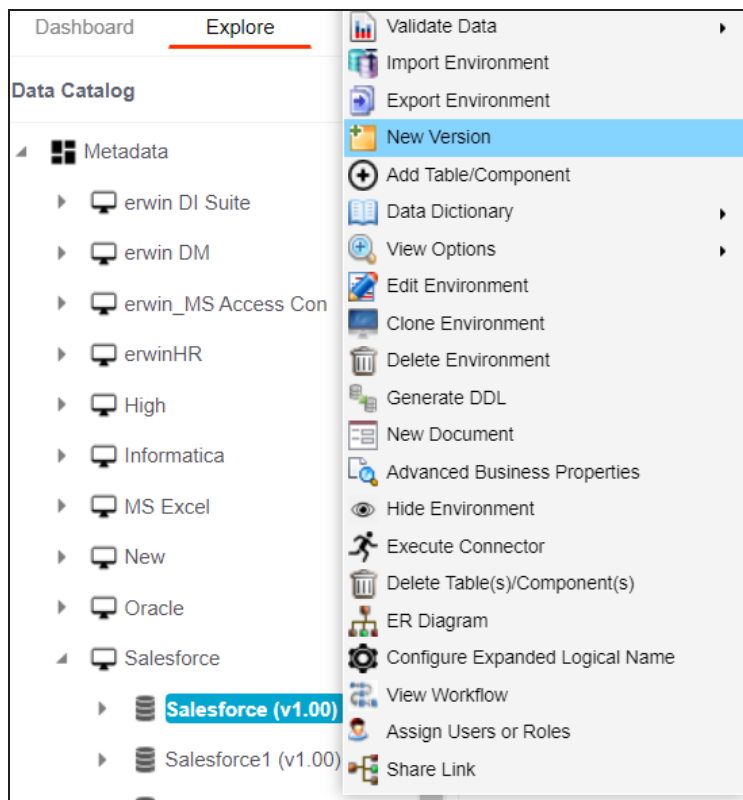 Dashboard
Explore
Data Catalog
Metadata
erwin DI Suite
erwin DM
erwin_MS Access Con
erwinHR
High
Informatica
MS Excel
New
Oracle
Salesforce
Salesforce (v1.00)
Salesforce1 (v1.00)
Validate Data
Import Environment
Export Environment
New Version
Add Table/Component
Data Dictionary
View Options
Edit Environment
Clone Environment
Delete Environment
Generate DDL
New Document
Advanced Business Properties
Hide Environment
Execute Connector
Delete Table(s)/Component(s)
ER Diagram
Configure Expanded Logical Name
View Workflow
Assign Users or Roles
Share Link